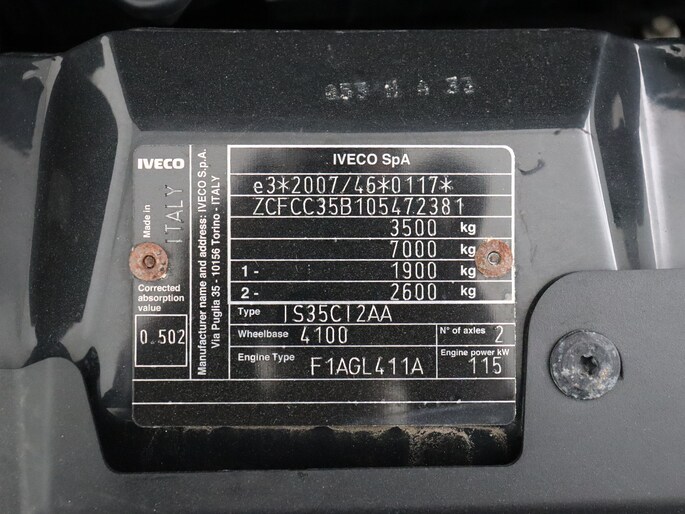 IVECO
IVECO SpA
e3*2007/46*0117*
ZCFCC35B105472381
3500 kg
7000 kg
1 - 1900 kg
2 - 2600 kg
Type IS35CI2AA
Wheelbase 4100 N° of axles 2
Engine Type F1AGL411A Engine power kW 115
Made in ITALY
Corrected absorption value
0.502
Manufacturer name and address: IVECO S.p.A.
Via Puglia 35 - 10156 Torino - ITALY